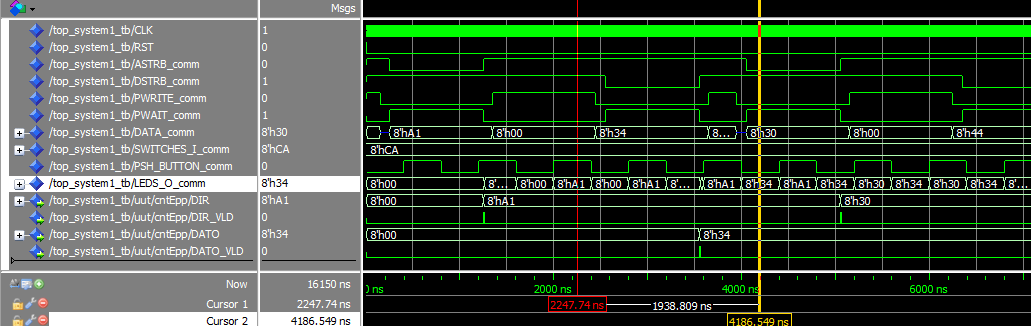 Msgs
/top_system1_tb/CLK 1
/top_system1_tb/RST 0
/top_system1_tb/ASTRB_comm 0
/top_system1_tb/DSTRB_comm 1
/top_system1_tb/PWRITE_comm 0
/top_system1_tb/PWAIT_comm 1
/top_system1_tb/DATA_comm 8'h30 8'hA1 8'h00 8'h34 8... 8'h30 8'h00 8'h44
/top_system1_tb/SWITCHES_I_comm 8'hCA 8'hCA
/top_system1_tb/PSH_BUTTON_comm 0
/top_system1_tb/LEDS_O_comm 8'h34 8'h00 8'... 8'h00 8'hA1 8'h00 8'hA1 8'... 8'hA1 8'h34 8'hA1 8'h30 8'h34 8'h30 8'h34 8'h30 8'h34
/top_system1_tb/uut/cntEpp/DIR 8'hA1 8'h00 8'hA1 8'h30
/top_system1_tb/uut/cntEpp/DIR_VLD 0
/top_system1_tb/uut/cntEpp/DATO 8'h34 8'h00 8'h34
/top_system1_tb/uut/cntEpp/DATO_VLD 0
Now 16150 ns ns 2000 ns 4000 ns 6000 ns
Cursor 1 2247.74 ns 2247.74 ns 1938.809 ns
Cursor 2 4186.549 ns 4186.549 ns